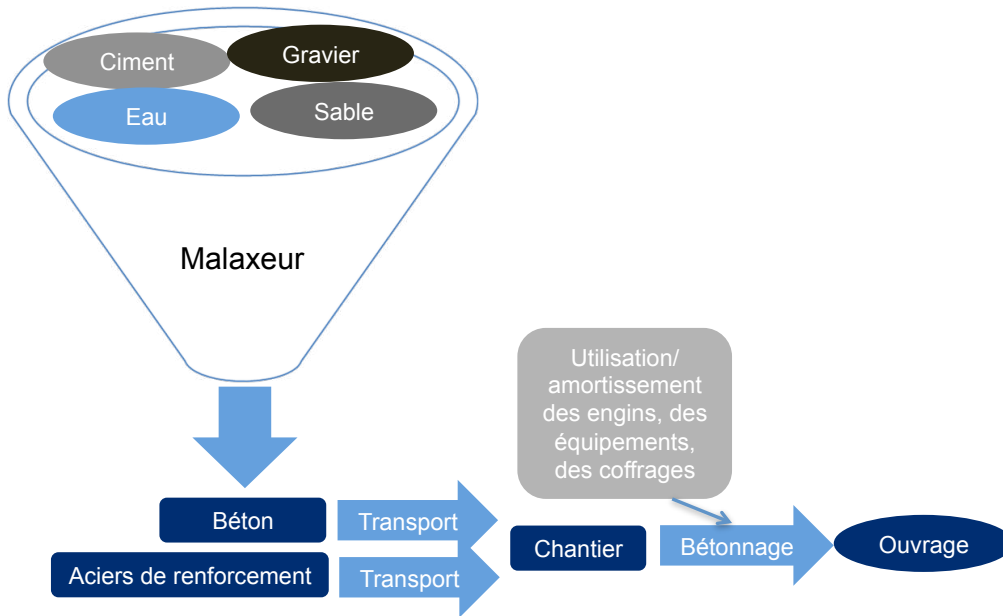 Ciment
Gravier
Eau
Sable
Malaxeur
Utilisation/
amortissement
des engins, des
équipements,
des coffrages
Béton
Transport
Aciers de renforcement
Transport
Chantier
Bétonnage
Ouvrage